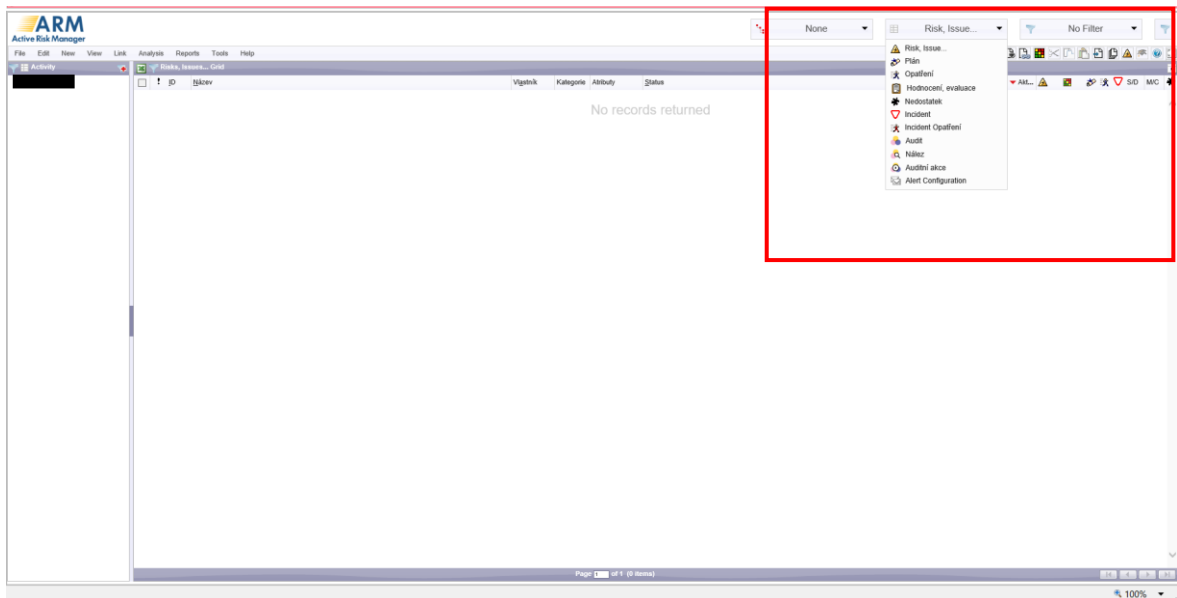 ARM
Active Risk Manager
None
Risk, Issue...
No Filter
File Edit New View Link Analysis Reports Tools Help
Activity
Risks, Issues... Grid
! ID Název Vlastník Kategorie Atributy Status Akt... S/D M/C
No records returned
Risk, Issue...
Plán
Opatření
Hodnocení, evaluace
Nedostatek
Incident
Incident Opatření
Audit
Nález
Auditní akce
Alert Configuration
Page 1 of 1 (0 items)
100%